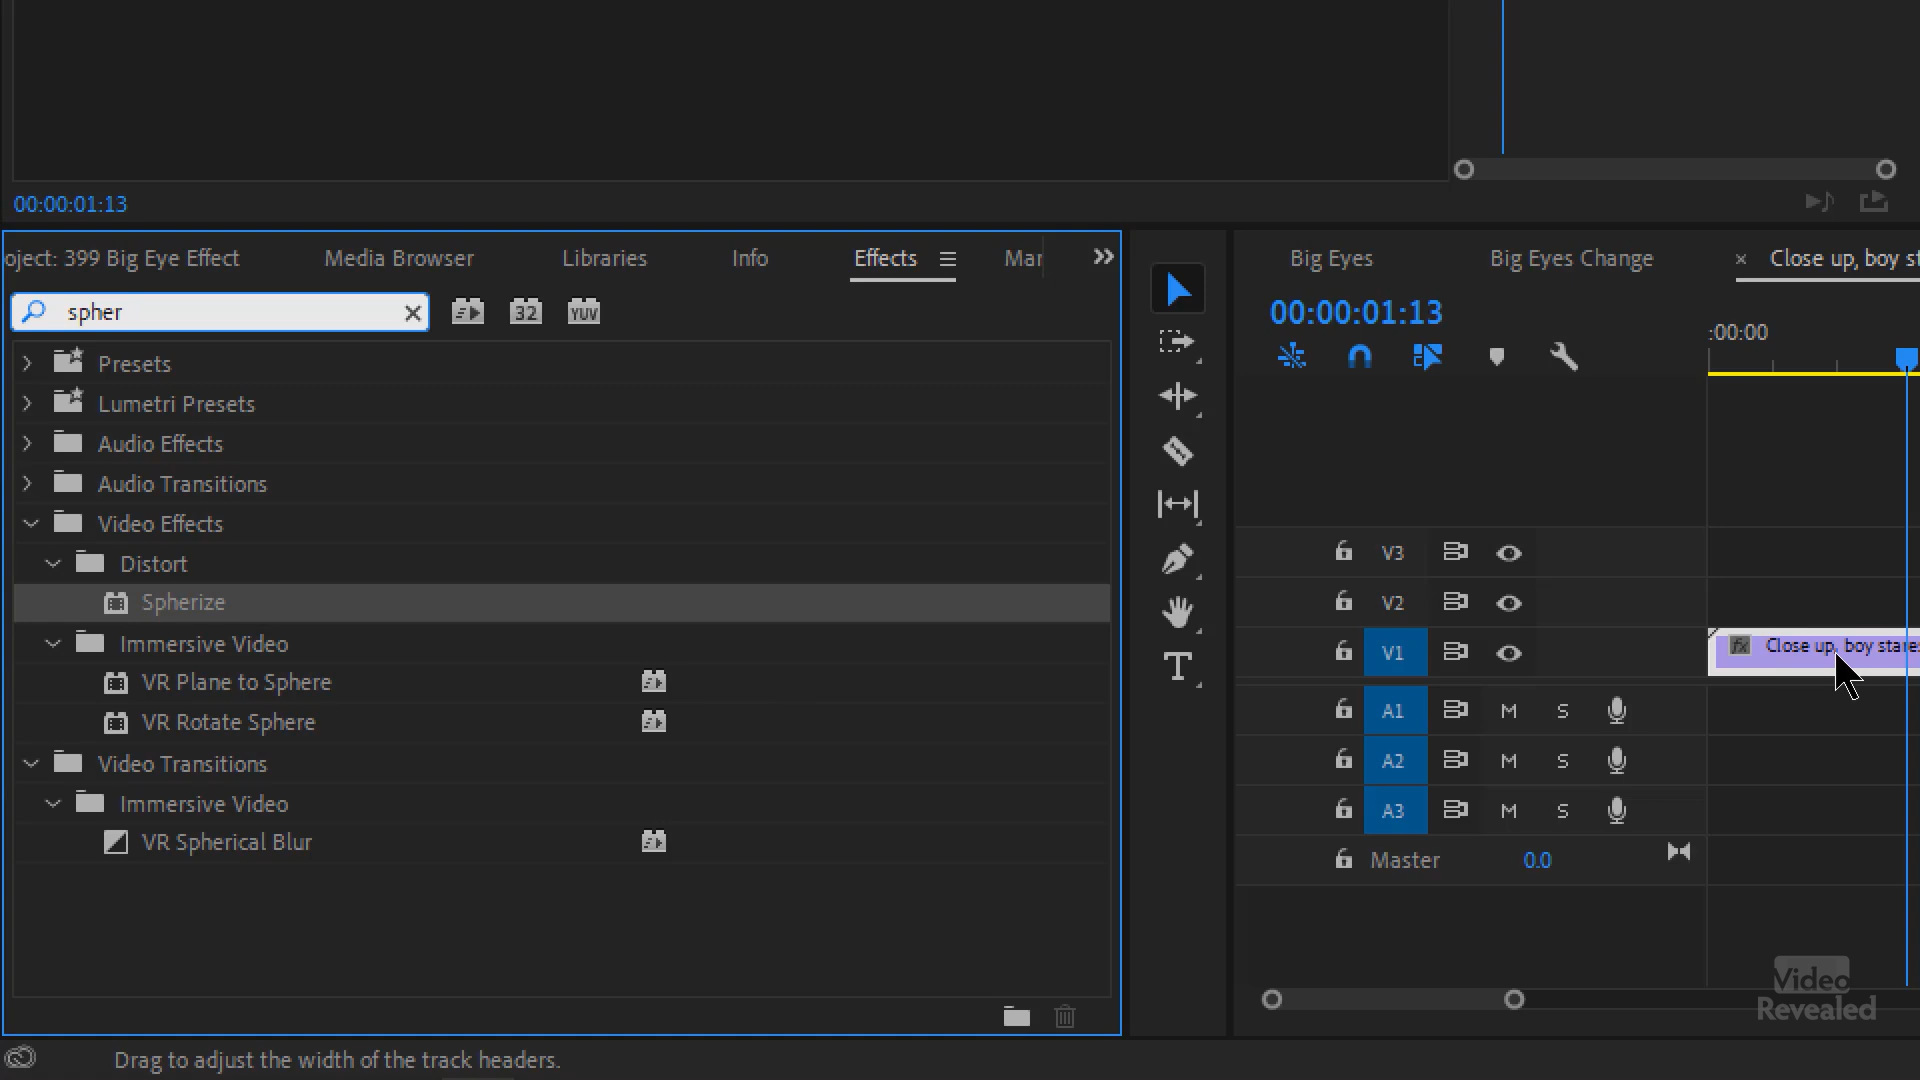 00:00:01:13
oject: 399 Big Eye Effect
Media Browser
Libraries
Info
Effects
Mar
spher
32
YUV
Presets
Lumetri Presets
Audio Effects
Audio Transitions
Video Effects
Distort
Spherize
Immersive Video
VR Plane to Sphere
VR Rotate Sphere
Video Transitions
Immersive Video
VR Spherical Blur
Big Eyes
Big Eyes Change
Close up, boy st
00:00:01:13
:00:00
V3
V2
V1
fx Close up, boy stares
A1 M S
A2 M S
A3 M S
Master 0.0
Video
Revealed
Drag to adjust the width of the track headers.